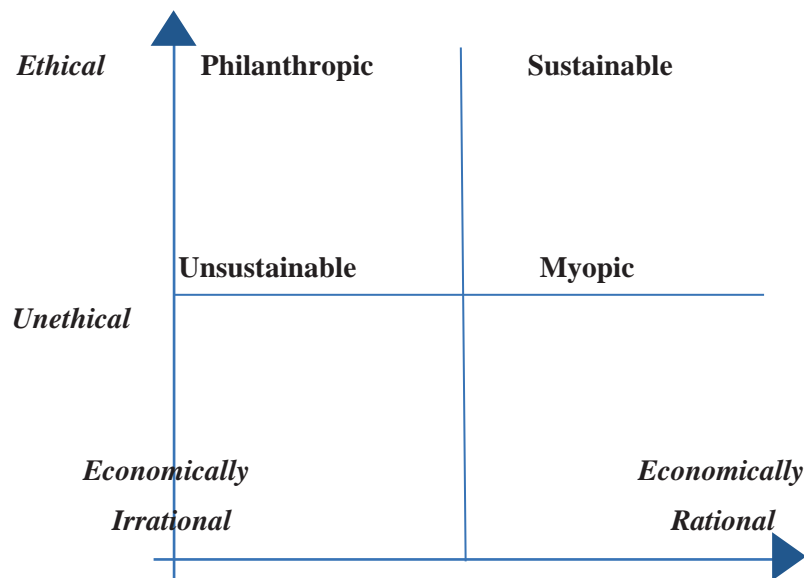 Ethical Philanthropic Sustainable
Unsustainable Myopic
Unethical
Economically Economically
Irrational Rational